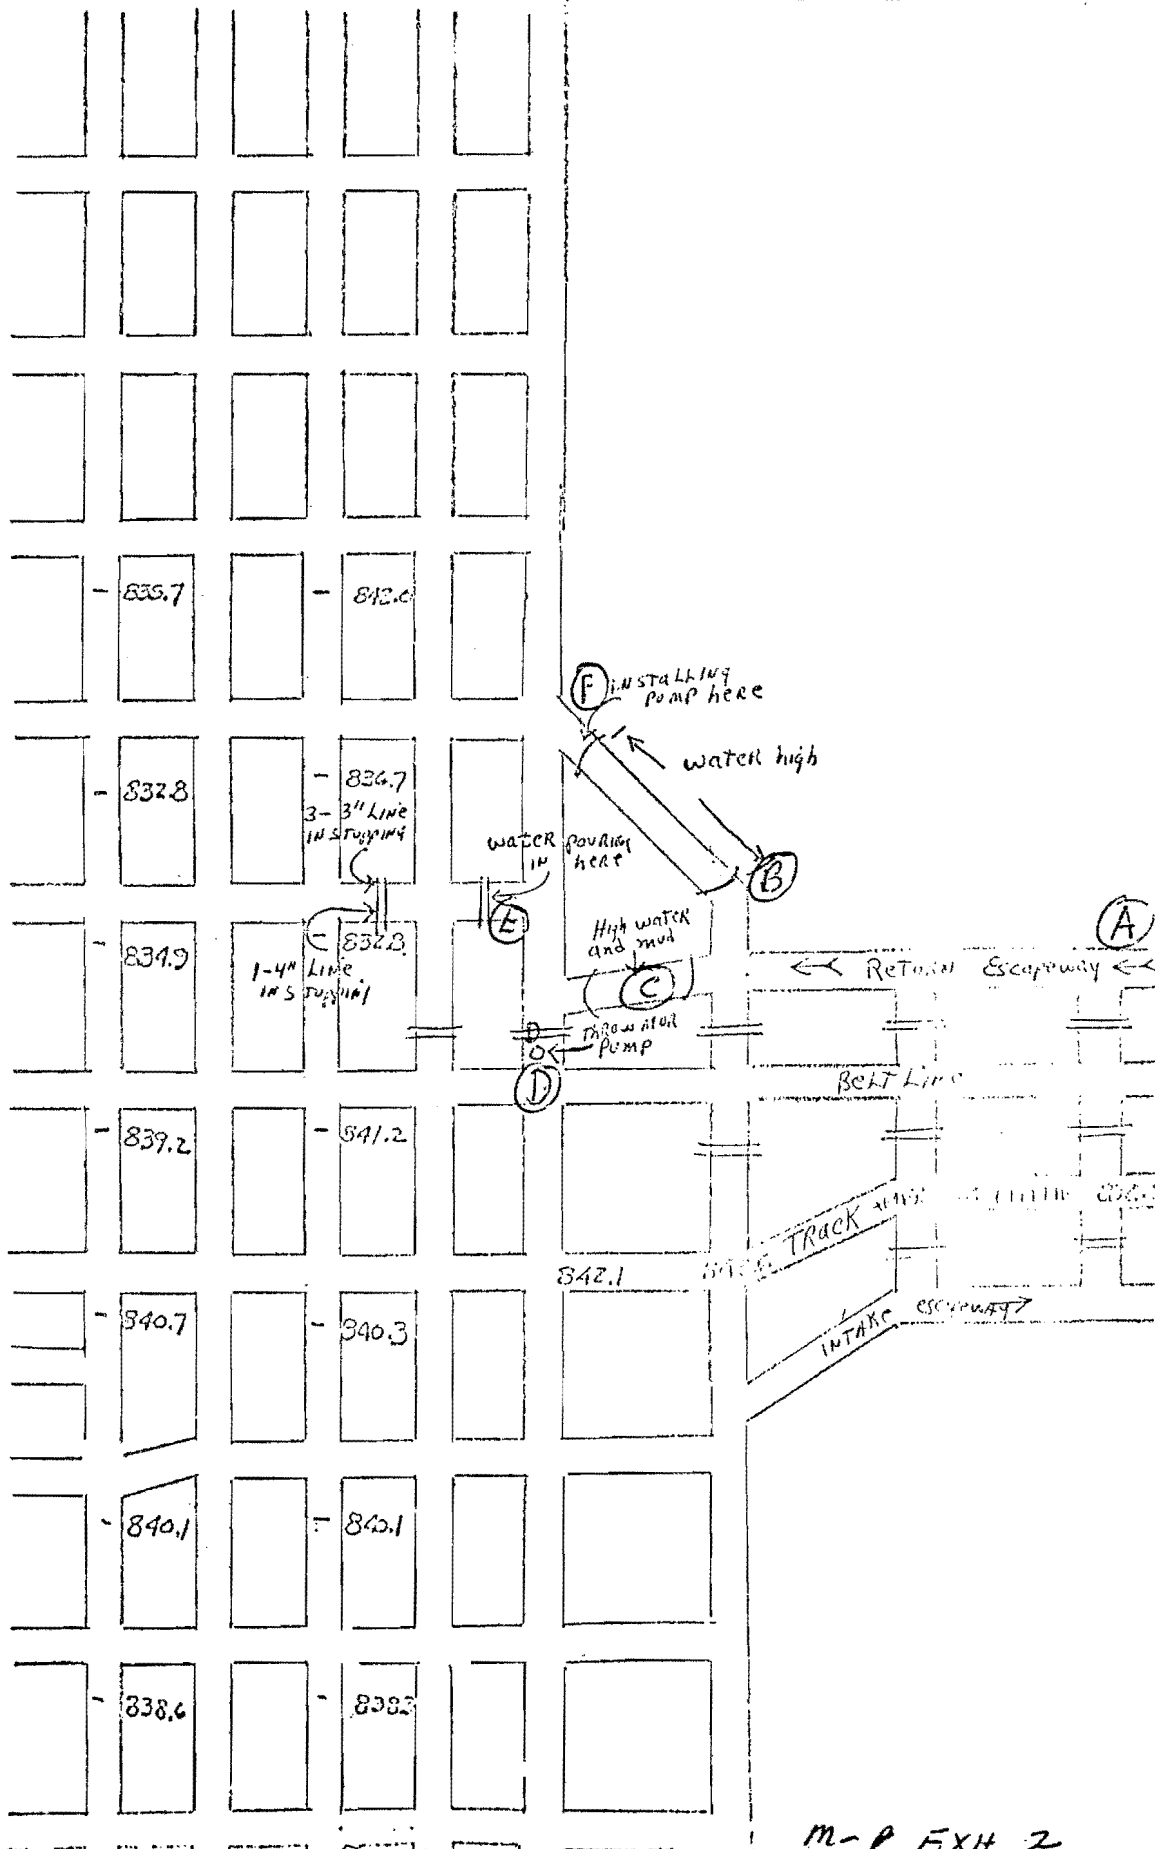 835.7
842.0
F
INSTALLING
PUMP here
water high
832.8
836.7
3-3" LINE
IN STOPPING
water pouring
IN here
B
E
A
High water
and mud
834.9
832.8
1-4" LINE
IN STOPPING
C
Return Escapeway
D
Pump
D
Belt Line
839.2
841.2
TRACK
842.1
840.7
840.3
INTAKE escapeway
840.1
840.1
838.6
838.3
M-P EXH 2